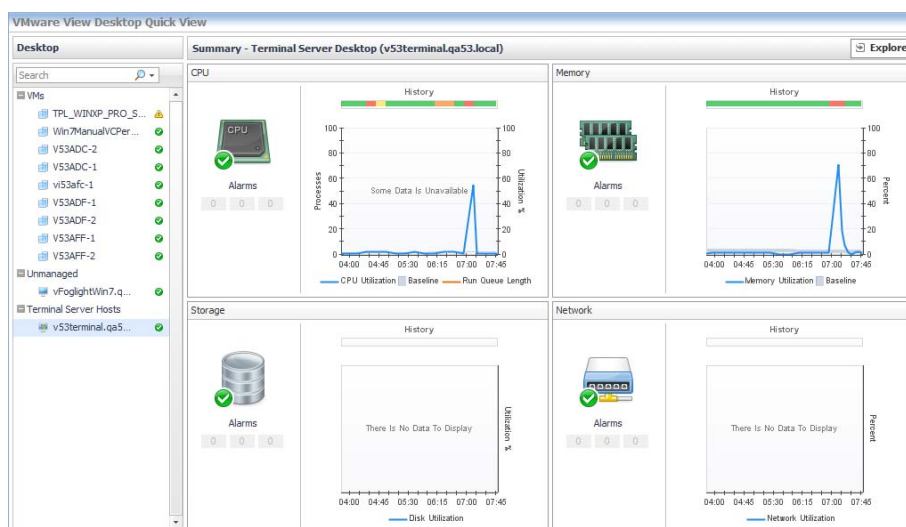 VMware View Desktop Quick View
Desktop
Search
VMs
TPL_WINXP_PRO_S...
Win7ManualVCPer...
V53ADC-2
V53ADC-1
vi53afc-1
V53ADF-1
V53ADF-2
V53AFF-1
V53AFF-2
Unmanaged
vFoglightWin7.q...
Terminal Server Hosts
v53terminal.qa5...
Summary - Terminal Server Desktop (v53terminal.qa53.local)
Explore
CPU
History
CPU
Alarms
0 0 0
Processes
100
80
60
40
20
0
Some Data Is Unavailable
100
80
60
40
20
0
Utilization %
04:00 04:45 05:30 06:15 07:00 07:45
CPU Utilization Baseline Run Queue Length
Memory
History
Alarms
0 0 0
100
80
60
40
20
0
Percent
04:00 04:45 05:30 06:15 07:00 07:45
Memory Utilization Baseline
Storage
History
Alarms
0 0 0
There Is No Data To Display
Utilization %
04:00 04:45 05:30 06:15 07:00 07:45
Disk Utilization
Network
History
Alarms
0 0 0
There Is No Data To Display
Percent
04:00 04:45 05:30 06:15 07:00 07:45
Network Utilization